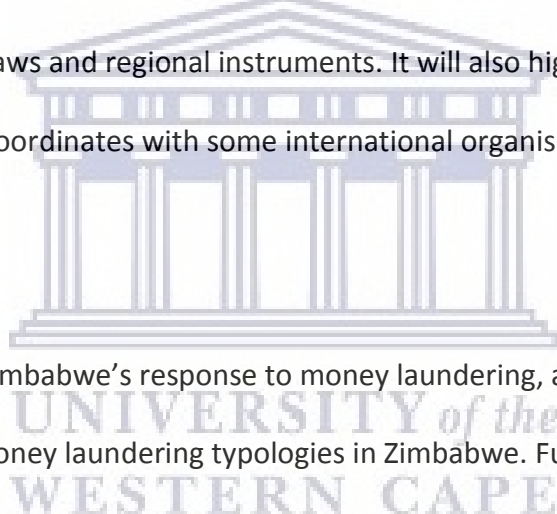 aws and regional instruments. It will also hig
oordinates with some international organis
imbabwe’s response to money laundering, a
UNIVERSITY of the
oney laundering typologies in Zimbabwe. Fu
WESTERN CAPE